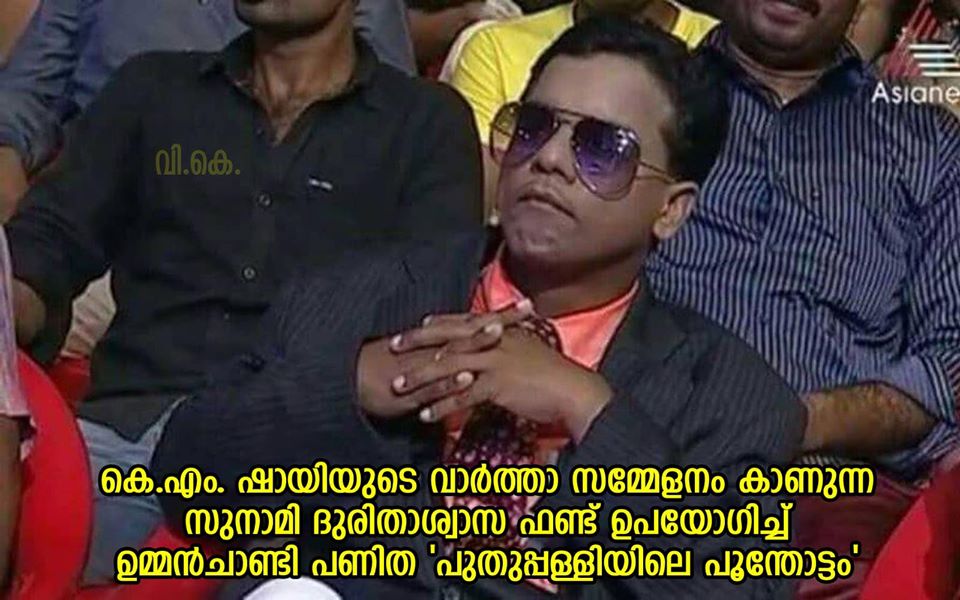 Asiane
വി.കെ.
കെ.എം. ഷായിയുടെ വാർത്താ സമ്മേളനം കാണുന്ന
സുനാമി ദുരിതാശ്വാസ ഫണ്ട് ഉപയോഗിച്ച്
ഉമ്മൻചാണ്ടി പണിത 'പുതുപ്പള്ളിയിലെ പൂന്തോട്ടം'